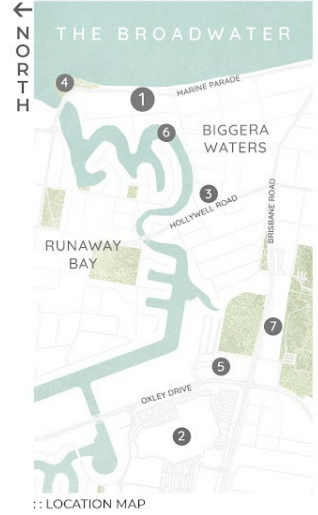 NORTH
THE BROADWATER
4
1
MARINE PARADE
6
BIGGERA
WATERS
3
HOLLYWELL ROAD
BRISBANE ROAD
RUNAWAY
BAY
7
5
OXLEY DRIVE
2
:: LOCATION MAP